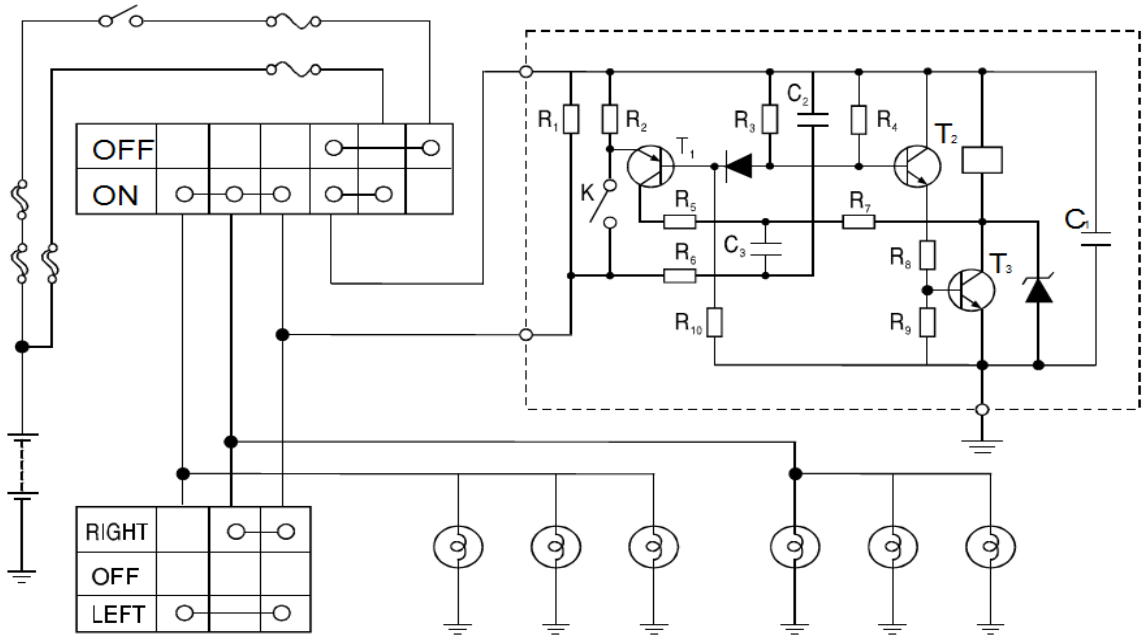 OFF
ON
R1
R2
K
T1
R3
C2
R4
T2
R5
R7
C3
R6
R8
T3
C1
R10
R9
RIGHT
OFF
LEFT